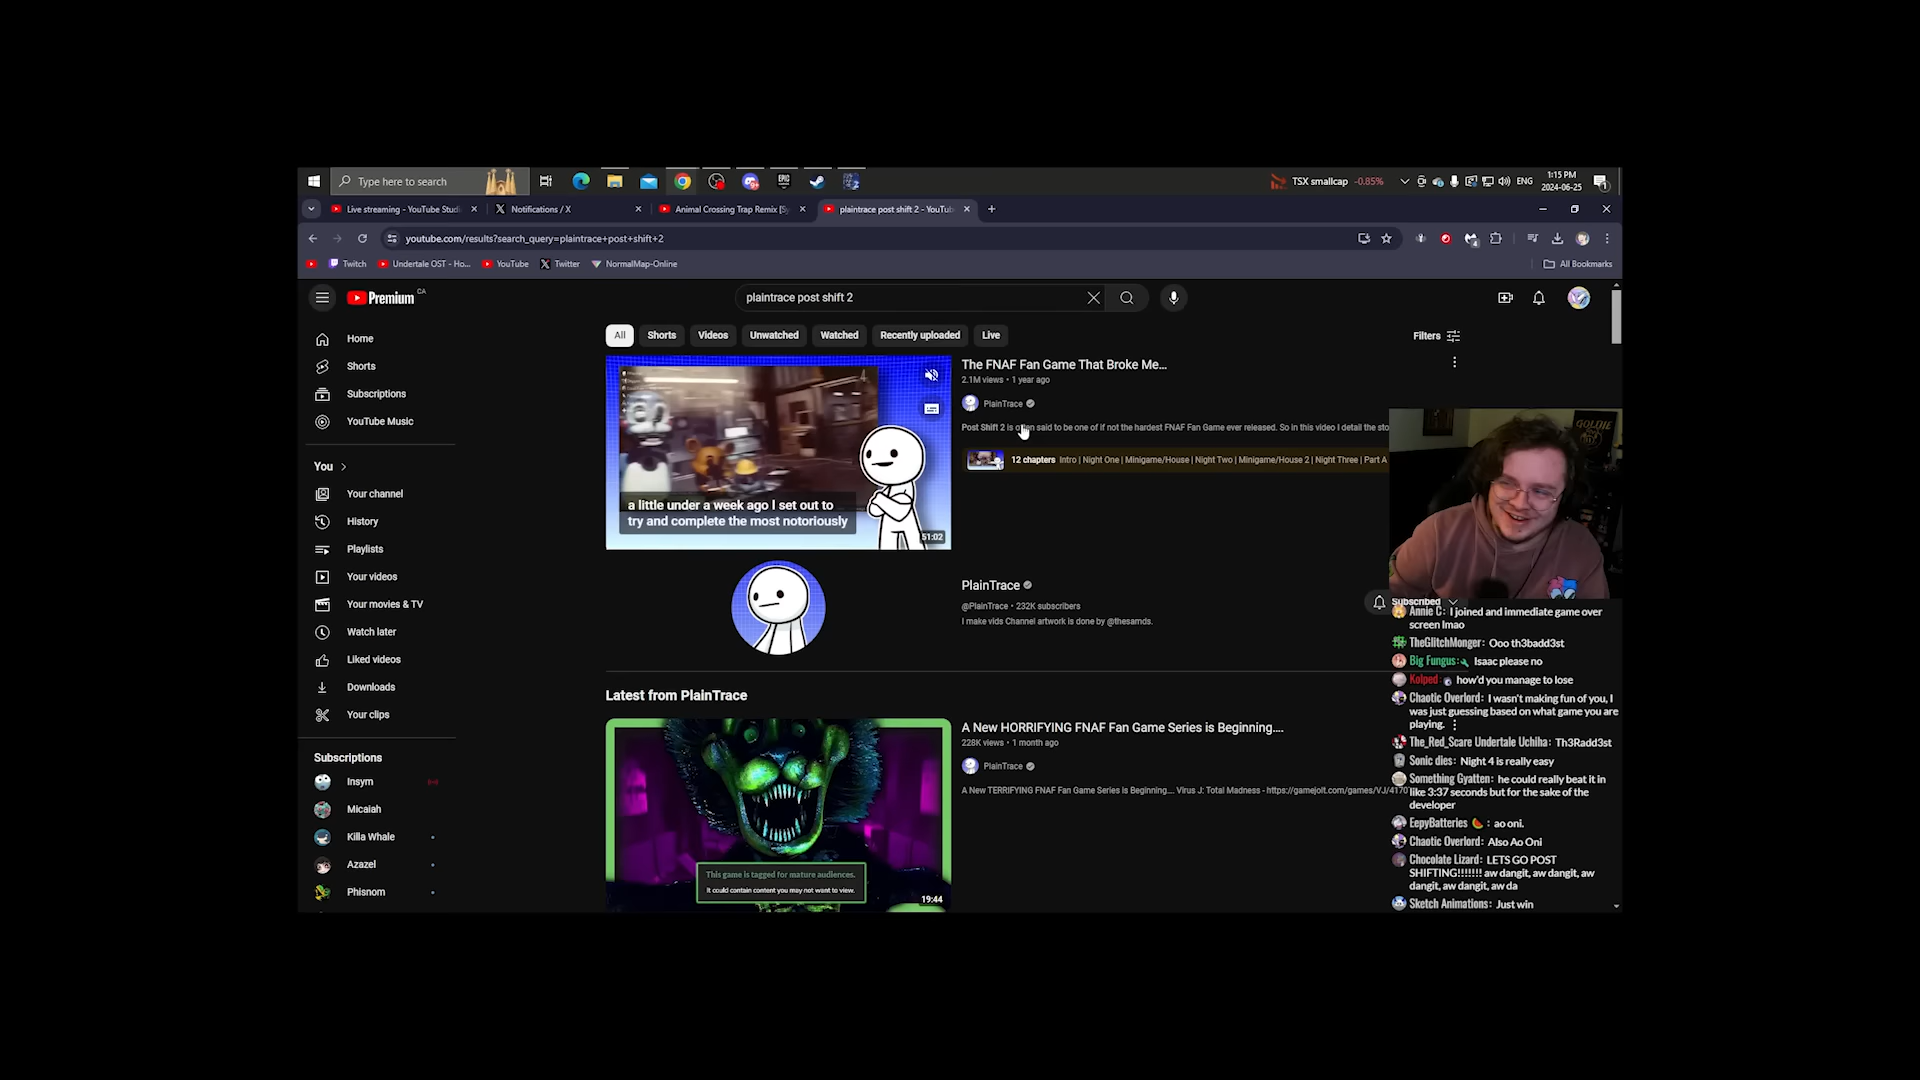 Type here to search
EPIC
TSX smallcap -0.85%
ENG
1:15 PM
2024-06-25
Live streaming - YouTube Studi
Notifications / X
Animal Crossing Trap Remix [Sy
plaintrace post shift 2 - YouTub
youtube.com/results?search_query=plaintrace+post+shift+2
Twitch
Undertale OST - Ho...
YouTube
Twitter
NormalMap-Online
All Bookmarks
Premium CA
plaintrace post shift 2
All
Shorts
Videos
Unwatched
Watched
Recently uploaded
Live
Filters
Home
Shorts
Subscriptions
YouTube Music
You
Your channel
History
Playlists
Your videos
Your movies & TV
Watch later
Liked videos
Downloads
Your clips
Subscriptions
Insym
Micaiah
Killa Whale
Azazel
Phisnom
a little under a week ago I set out to
try and complete the most notoriously
51:02
The FNAF Fan Game That Broke Me...
2.1M views • 1 year ago
PlainTrace
Post Shift 2 is often said to be one of if not the hardest FNAF Fan Game ever released. So in this video I detail the sto
12 chapters Intro | Night One | Minigame/House | Night Two | Minigame/House 2 | Night Three | Part A
PlainTrace
@PlainTrace • 232K subscribers
I make vids Channel artwork is done by @thesamds.
Subscribed
Latest from PlainTrace
This game is tagged for mature audiences.
It could contain content you may not want to view.
19:44
A New HORRIFYING FNAF Fan Game Series is Beginning....
228K views • 1 month ago
PlainTrace
A New TERRIFYING FNAF Fan Game Series is Beginning.... Virus J: Total Madness - https://gamejolt.com/games/VJ/4170
GOLDIE
Annie C: I joined and immediate game over
screen lmao
TheGlitchMonger: Ooo th3badd3st
Big Fungus: Isaac please no
Kolped: how'd you manage to lose
Chaotic Overlord: I wasn't making fun of you, I
was just guessing based on what game you are
playing.
The_Red_Scare Undertale Uchiha: Th3Radd3st
Sonic dies: Night 4 is really easy
Something Gyatten: he could really beat it in
like 3:37 seconds but for the sake of the
developer
EepyBatteries : ao oni.
Chaotic Overlord: Also Ao Oni
Chocolate Lizard: LETS GO POST
SHIFTING!!!!!!! aw dangit, aw dangit, aw
dangit, aw dangit, aw da
Sketch Animations: Just win